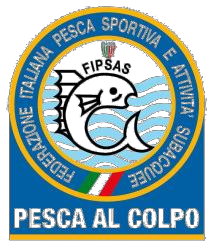 FEDERAZIONE ITALIANA PESCA SPORTIVA E ATTIVITA' SUBACQUEE
FIPSAS
PESCA AL COLPO